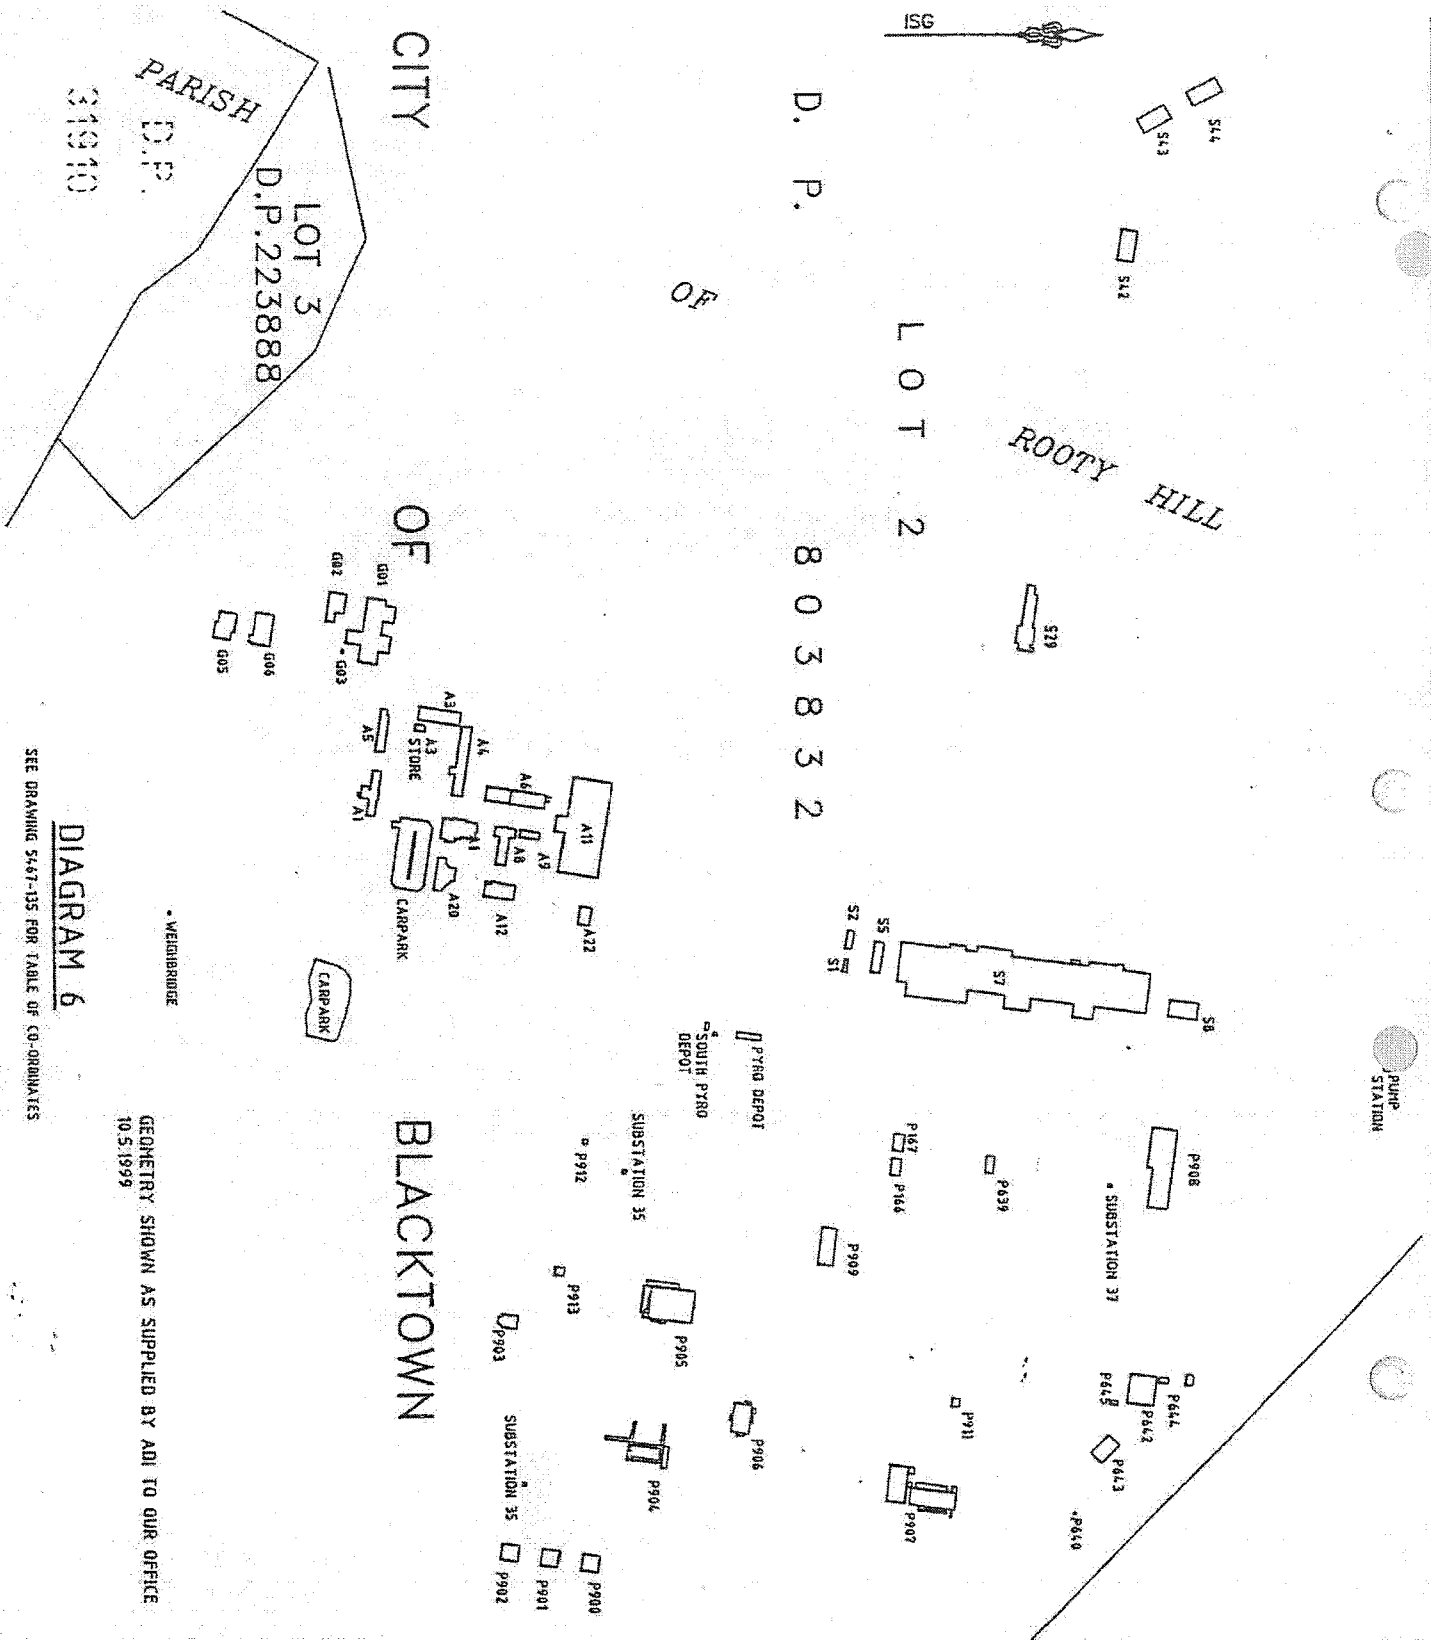 ISG
S44
S43
S42
PARISH
OF
ROOTY HILL
CITY
OF
BLACKTOWN
D. P. 803832
LOT 2
D.P.
31910
LOT 3
D.P.223888
S29
G02
G01
G03
G06
G05
A3
A4
A3
STORE
A5
A1
A6
A11
A1
A8
A9
A20
A12
A22
CARPARK
CARPARK
WEIGHBRIDGE
S2
S5
S1
S7
S8
PYRO DEPOT
SOUTH PYRO
DEPOT
PUMP
STATION
P908
SUBSTATION 37
P167
P166
P639
P909
SUBSTATION 35
P912
P913
P903
P905
P906
P904
P911
P907
P645
P642
P644
P643
P640
SUBSTATION 35
P902
P901
P900
DIAGRAM 6
SEE DRAWING 5467-135 FOR TABLE OF CO-ORDINATES
GEOMETRY SHOWN AS SUPPLIED BY ADI TO OUR OFFICE
10.5.1999